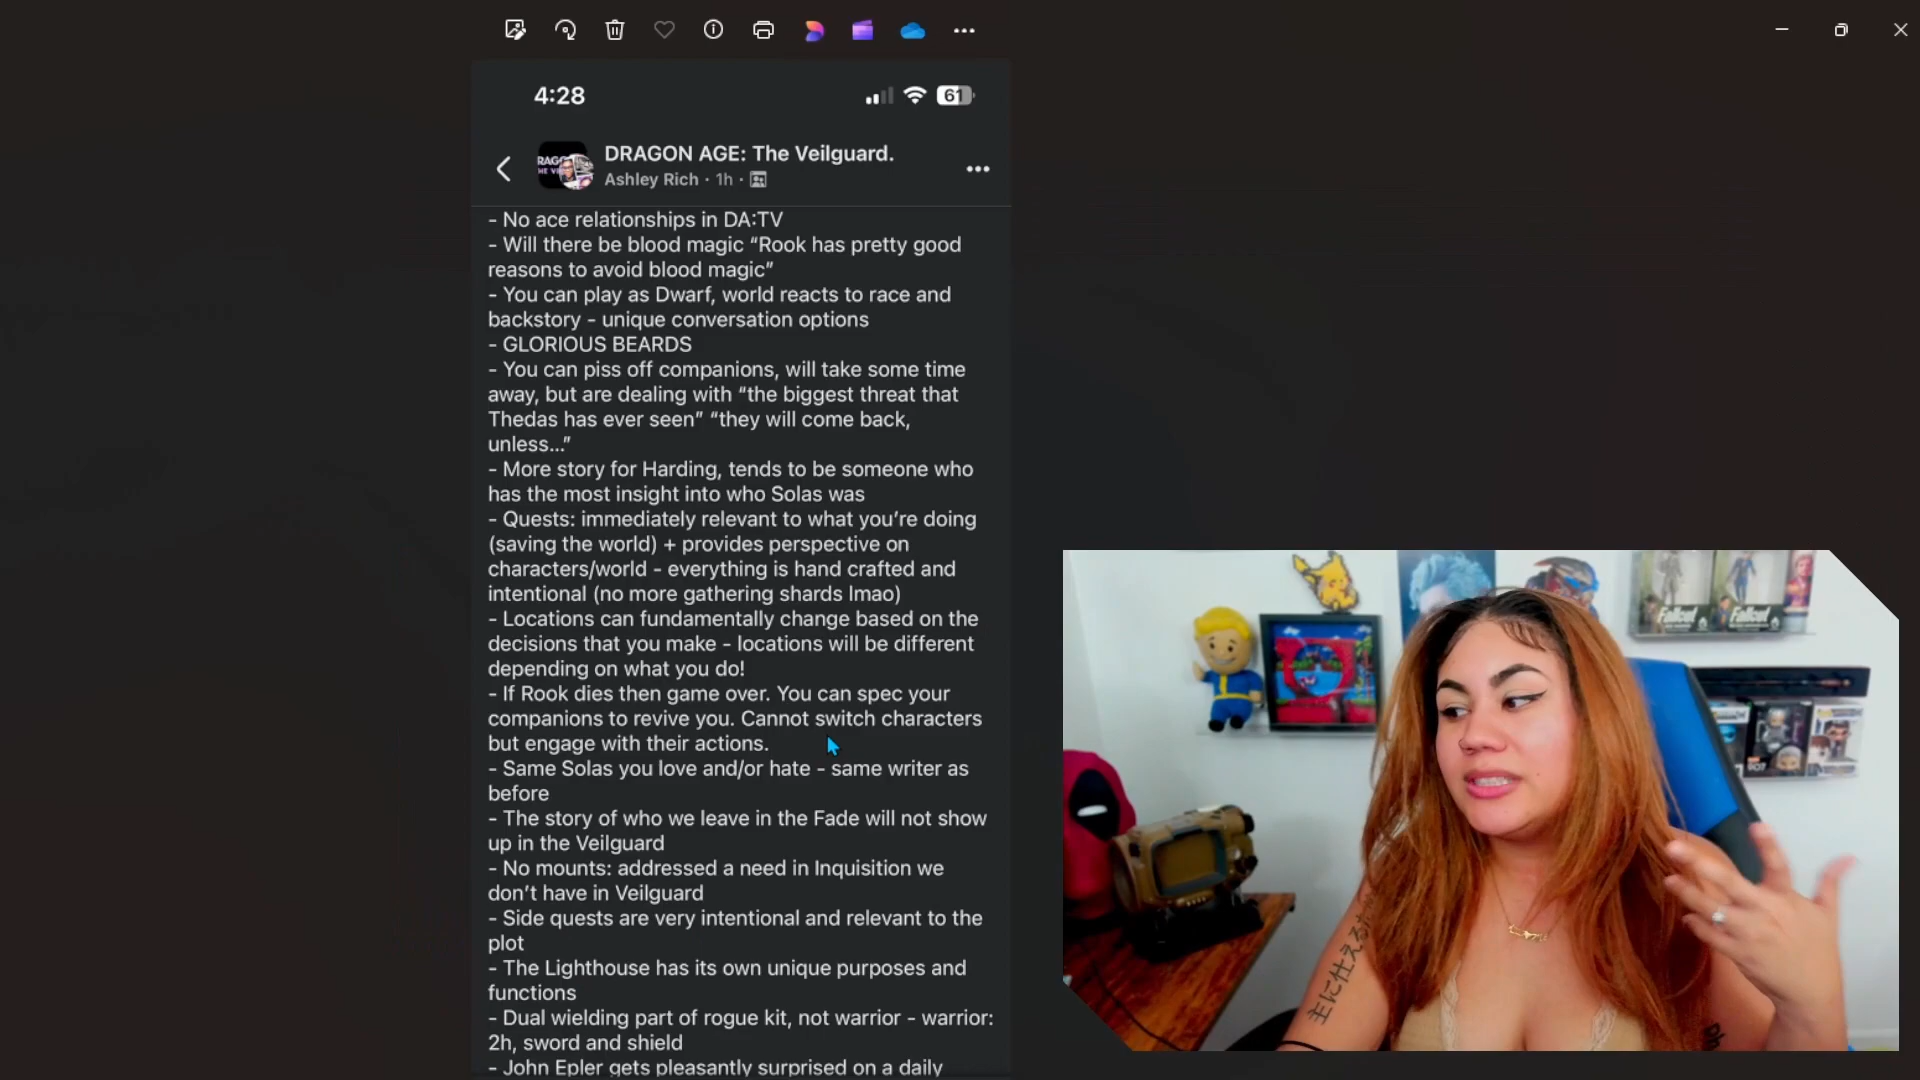 4:28
61
DRAGON AGE: The Veilguard.
Ashley Rich · 1h ·
- No ace relationships in DA:TV
- Will there be blood magic “Rook has pretty good
reasons to avoid blood magic”
- You can play as Dwarf, world reacts to race and
backstory - unique conversation options
- GLORIOUS BEARDS
- You can piss off companions, will take some time
away, but are dealing with “the biggest threat that
Thedas has ever seen” “they will come back,
unless...”
- More story for Harding, tends to be someone who
has the most insight into who Solas was
- Quests: immediately relevant to what you’re doing
(saving the world) + provides perspective on
characters/world - everything is hand crafted and
intentional (no more gathering shards lmao)
- Locations can fundamentally change based on the
decisions that you make - locations will be different
depending on what you do!
- If Rook dies then game over. You can spec your
companions to revive you. Cannot switch characters
but engage with their actions.
- Same Solas you love and/or hate - same writer as
before
- The story of who we leave in the Fade will not show
up in the Veilguard
- No mounts: addressed a need in Inquisition we
don’t have in Veilguard
- Side quests are very intentional and relevant to the
plot
- The Lighthouse has its own unique purposes and
functions
- Dual wielding part of rogue kit, not warrior - warrior:
2h, sword and shield
- John Epler gets pleasantly surprised on a daily
Fallout
Fallout
主に仕える